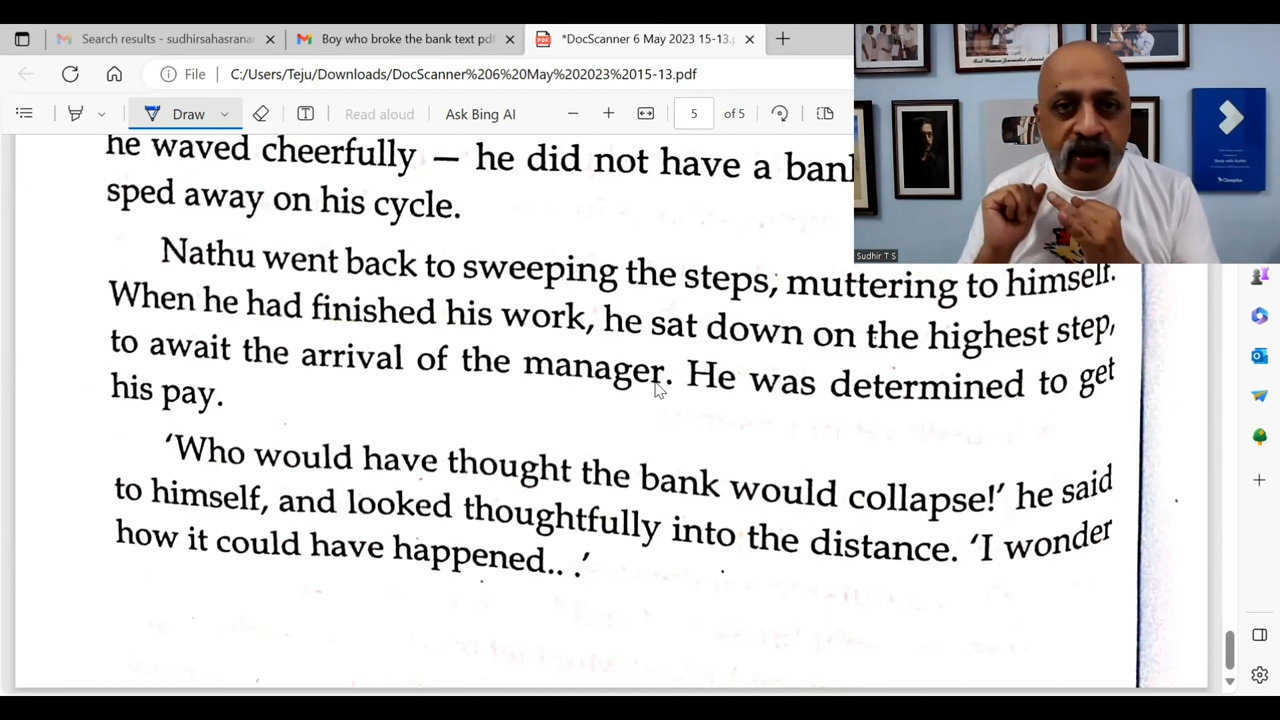 Search results - sudhirsahasrana
Boy who broke the bank text pdf
*DocScanner 6 May 2023 15-13.p
File
C:/Users/Teju/Downloads/DocScanner%206%20May%202023%2015-13.pdf
Draw
Read aloud
Ask Bing AI
5 of 5
he waved cheerfully — he did not have a bank
sped away on his cycle.
Nathu went back to sweeping the steps, muttering to himself.
When he had finished his work, he sat down on the highest step,
to await the arrival of the manager. He was determined to get
his pay.
'Who would have thought the bank would collapse!' he said
to himself, and looked thoughtfully into the distance. 'I wonder
how it could have happened.. .'
Sudhir T S